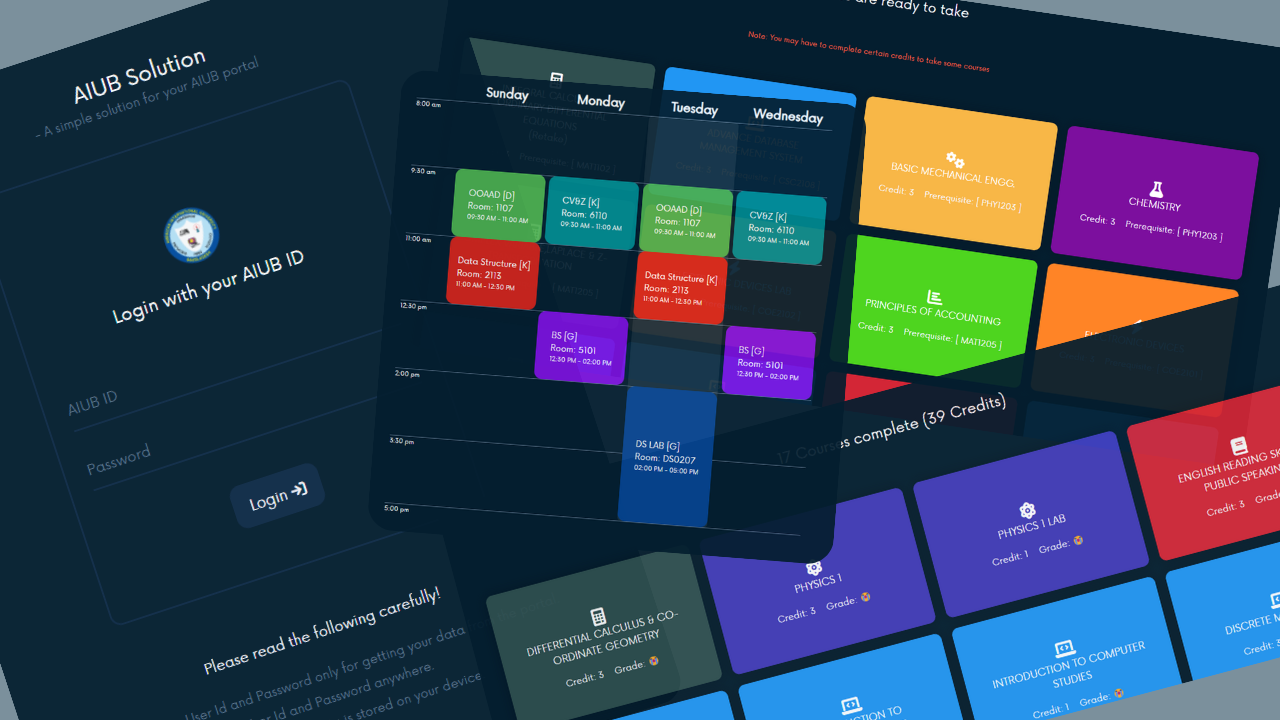 AIUB Solution
- A simple solution for your AIUB portal
Login with your AIUB ID
AIUB ID
Password
Login
Please read the following carefully!
User Id and Password only for getting your data
Id and Password anywhere.
is stored on your device
are ready to take
Note: You may have to complete certain credits to take some courses
Sunday
Monday
Tuesday
Wednesday
8:00 am
9:30 am
11:00 am
12:30 pm
2:00 pm
3:30 pm
5:00 pm
OOAAD [D]
Room: 1107
09:30 AM - 11:00 AM
CV&Z [K]
Room: 6110
09:30 AM - 11:00 AM
OOAAD [D]
Room: 1107
09:30 AM - 11:00 AM
CV&Z [K]
Room: 6110
09:30 AM - 11:00 AM
Data Structure [K]
Room: 2113
11:00 AM - 12:30 PM
Data Structure [K]
Room: 2113
11:00 AM - 12:30 PM
BS [G]
Room: 5101
12:30 PM - 02:00 PM
BS [G]
Room: 5101
12:30 PM - 02:00 PM
DS LAB [G]
Room: DS0207
02:00 PM - 05:00 PM
EQUATIONS
(Retake)
MANAGEMENT SYSTEM
BASIC MECHANICAL ENGG.
Credit: 3 Prerequisite: [ PHY1203 ]
CHEMISTRY
Credit: 3 Prerequisite: [ PHY1203 ]
PRINCIPLES OF ACCOUNTING
Credit: 3 Prerequisite: [ MAT1205 ]
17 Courses complete (39 Credits)
DIFFERENTIAL CALCULUS & CO-
ORDINATE GEOMETRY
Credit: 3 Grade:
PHYSICS 1
Credit: 3 Grade:
PHYSICS 1 LAB
Credit: 1 Grade:
ENGLISH READING
PUBLIC
Credit: 3
INTRODUCTION TO COMPUTER
STUDIES
Credit: 1 Grade:
DISCRETE
Credit: 3
TO